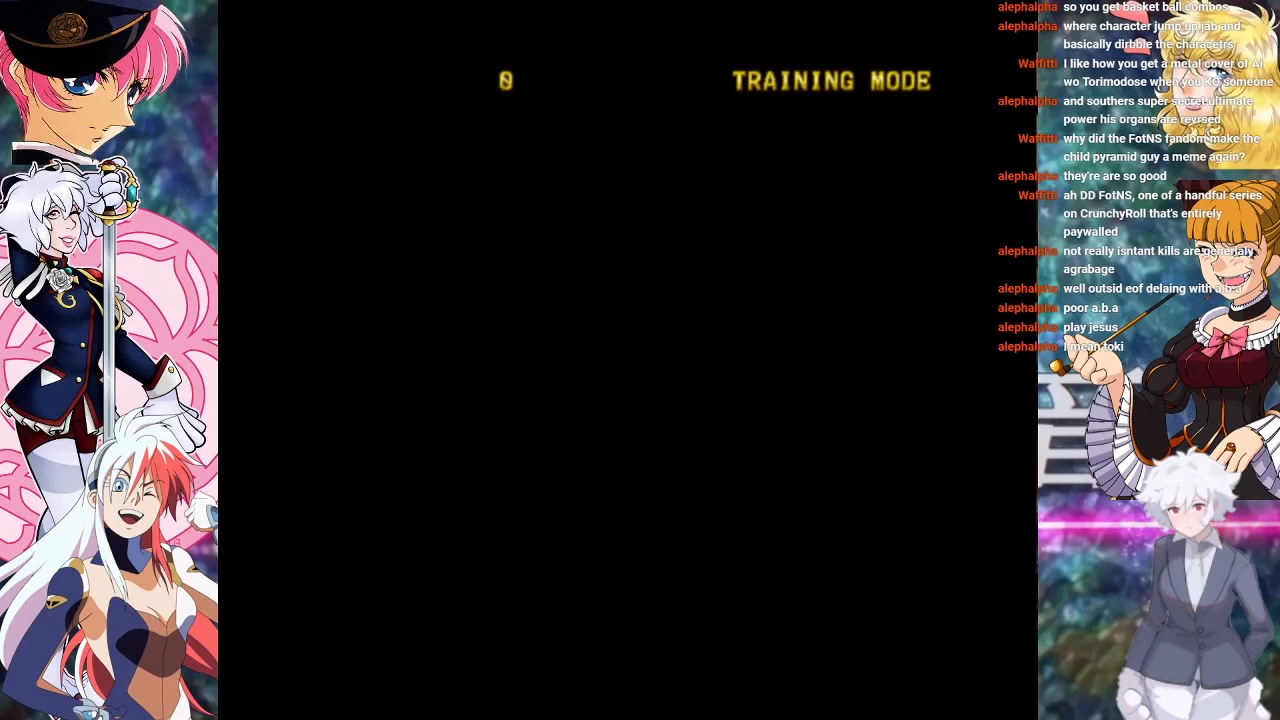 0 TRAINING MODE
alephalpha so you get basket ball combos
alephalpha where character jump up jab and
basically dirbble the characetrs
Waffitti I like how you get a metal cover of Ai
wo Torimodose when you KO someone
alephalpha and southers super secret ultimate
power his organs are reyrsed
Waffitti why did the FotNS fandom make the
child pyramid guy a meme again?
alephalpha they're are so good
Waffitti ah DD FotNS, one of a handful series
on CrunchyRoll that's entirely
paywalled
alephalpha not really isntant kills are generlaly
agrabage
alephalpha well outsid eof delaing with a.b.a
alephalpha poor a.b.a
alephalpha play jesus
alephalpha I mean toki
音